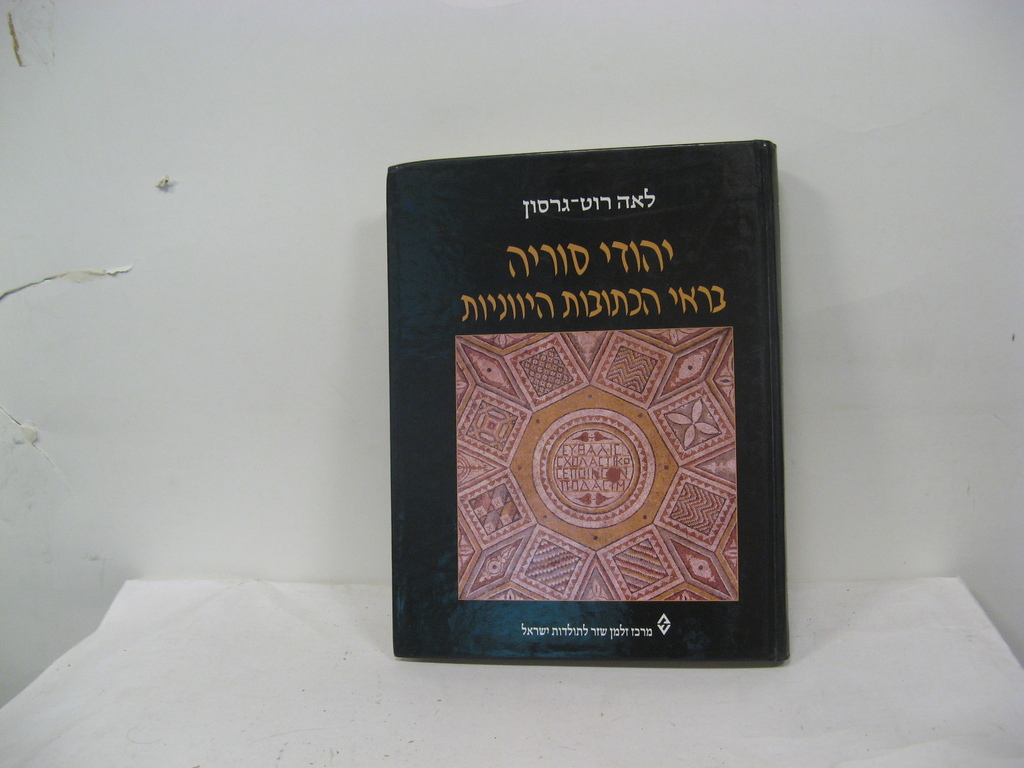 לאה רוט־גרסון
יהודי סוריה
בראי הכתובות היווניות
מרכז זלמן שזר לתולדות ישראל